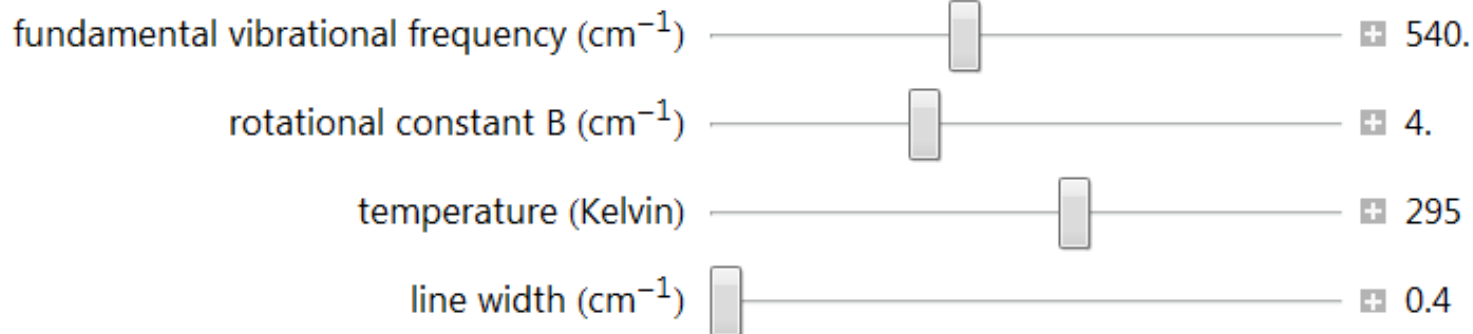 fundamental vibrational frequency (cm⁻¹) 540.
rotational constant B (cm⁻¹) 4.
temperature (Kelvin) 295
line width (cm⁻¹) 0.4